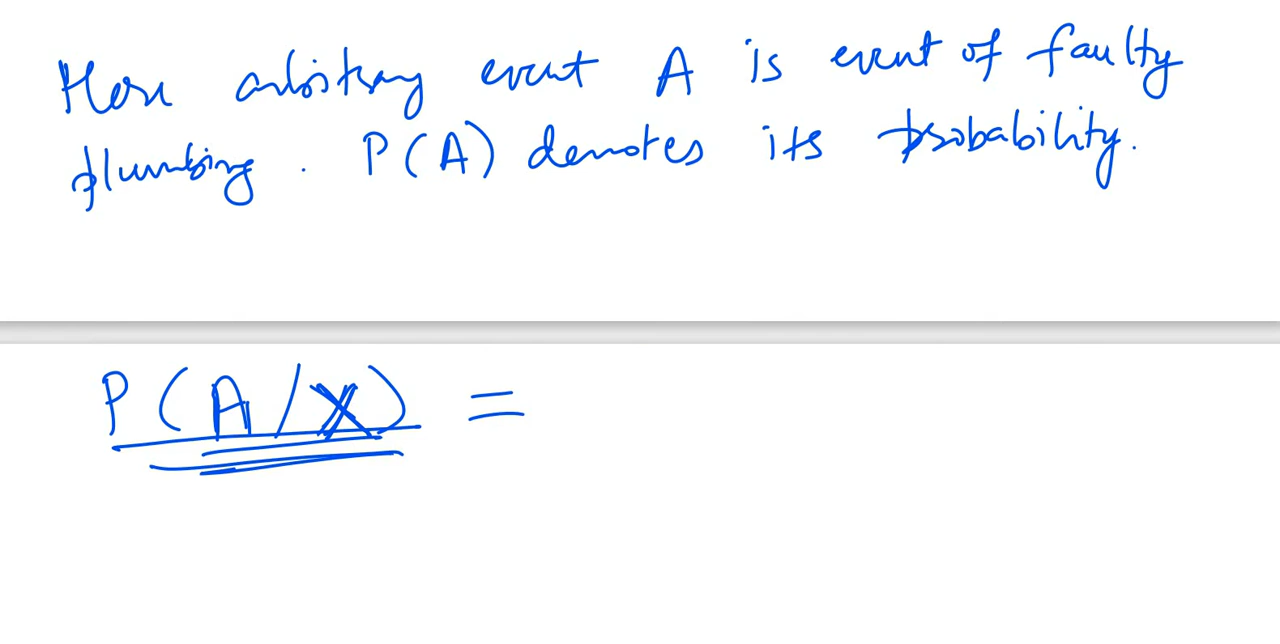 Here arbitrary event A is event of faulty
plumbing. P(A) denotes its probability.
P(A/X) =